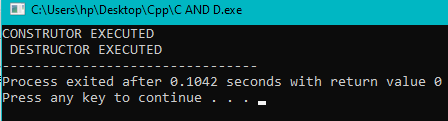 C:\Users\hp\Desktop\Cpp\C AND D.exe
CONSTRUTOR EXECUTED
 DESTRUCTOR EXECUTED
--------------------------------
Process exited after 0.1042 seconds with return value 0
Press any key to continue . . .